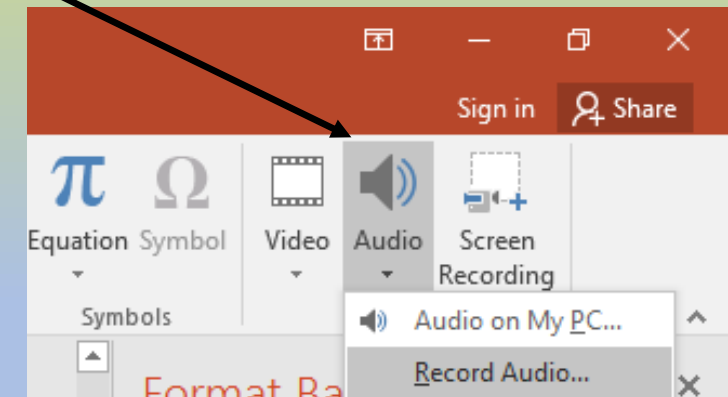 Sign in Share
π Ω
Equation Symbol Video Audio Screen
Recording
Symbols
Audio on My PC...
Record Audio...
Format Ba